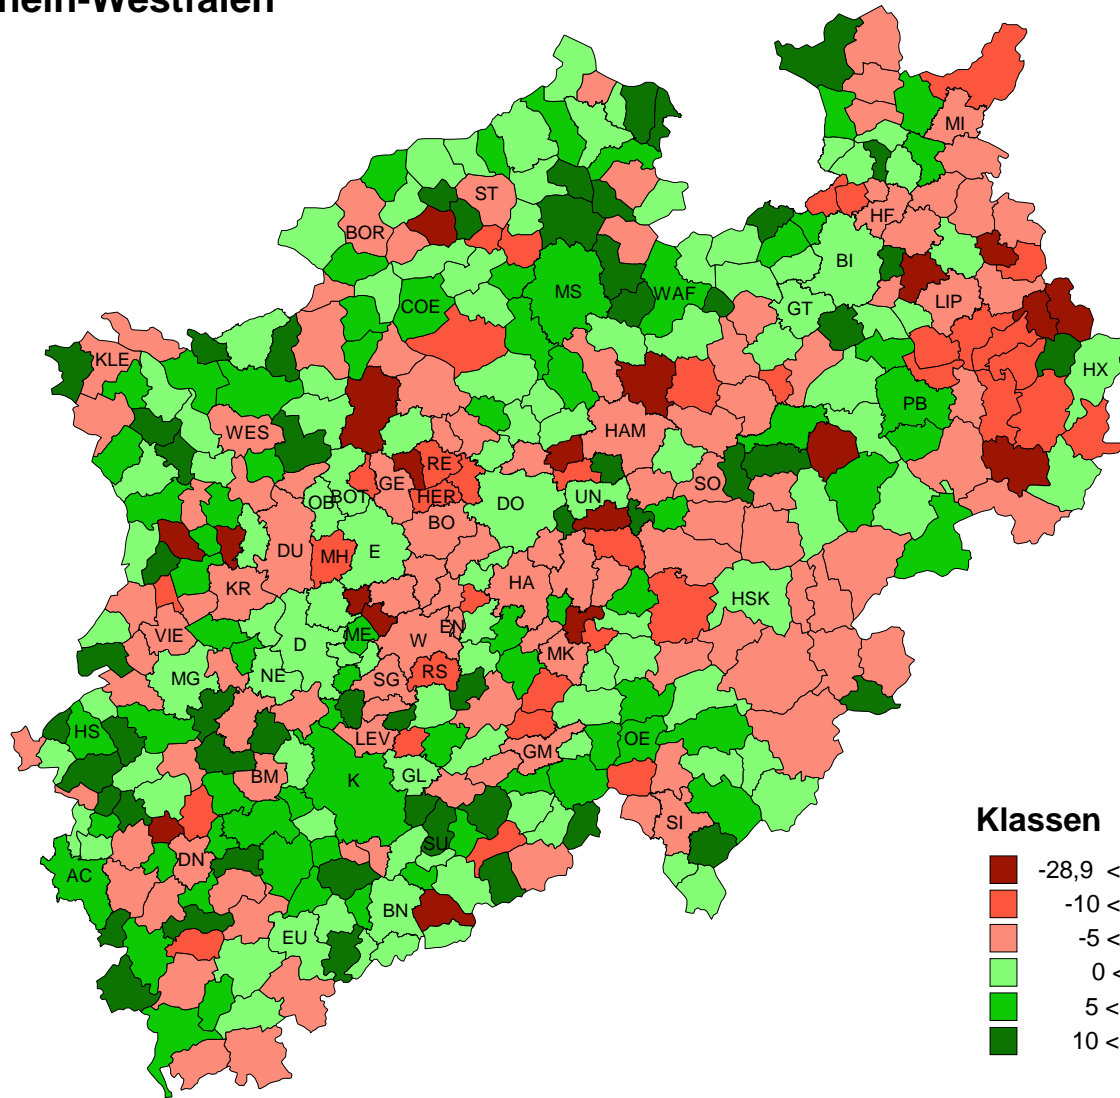 hein-Westfalen
MI
ST
HF
BOR
BI
MS
WAF
LIP
COE
GT
KLE
HX
PB
WES
HAM
RE
GE
SO
BOT
OB
HER
UN
DO
BO
DU
MH
E
HA
KR
HSK
EN
VIE
ME
W
D
MK
RS
NE
MG
SG
HS
LEV
OE
GM
BM
K
GL
SI
SU
DN
AC
BN
EU
Klassen
-28,9 <
-10 <
-5 <
0 <
5 <
10 <